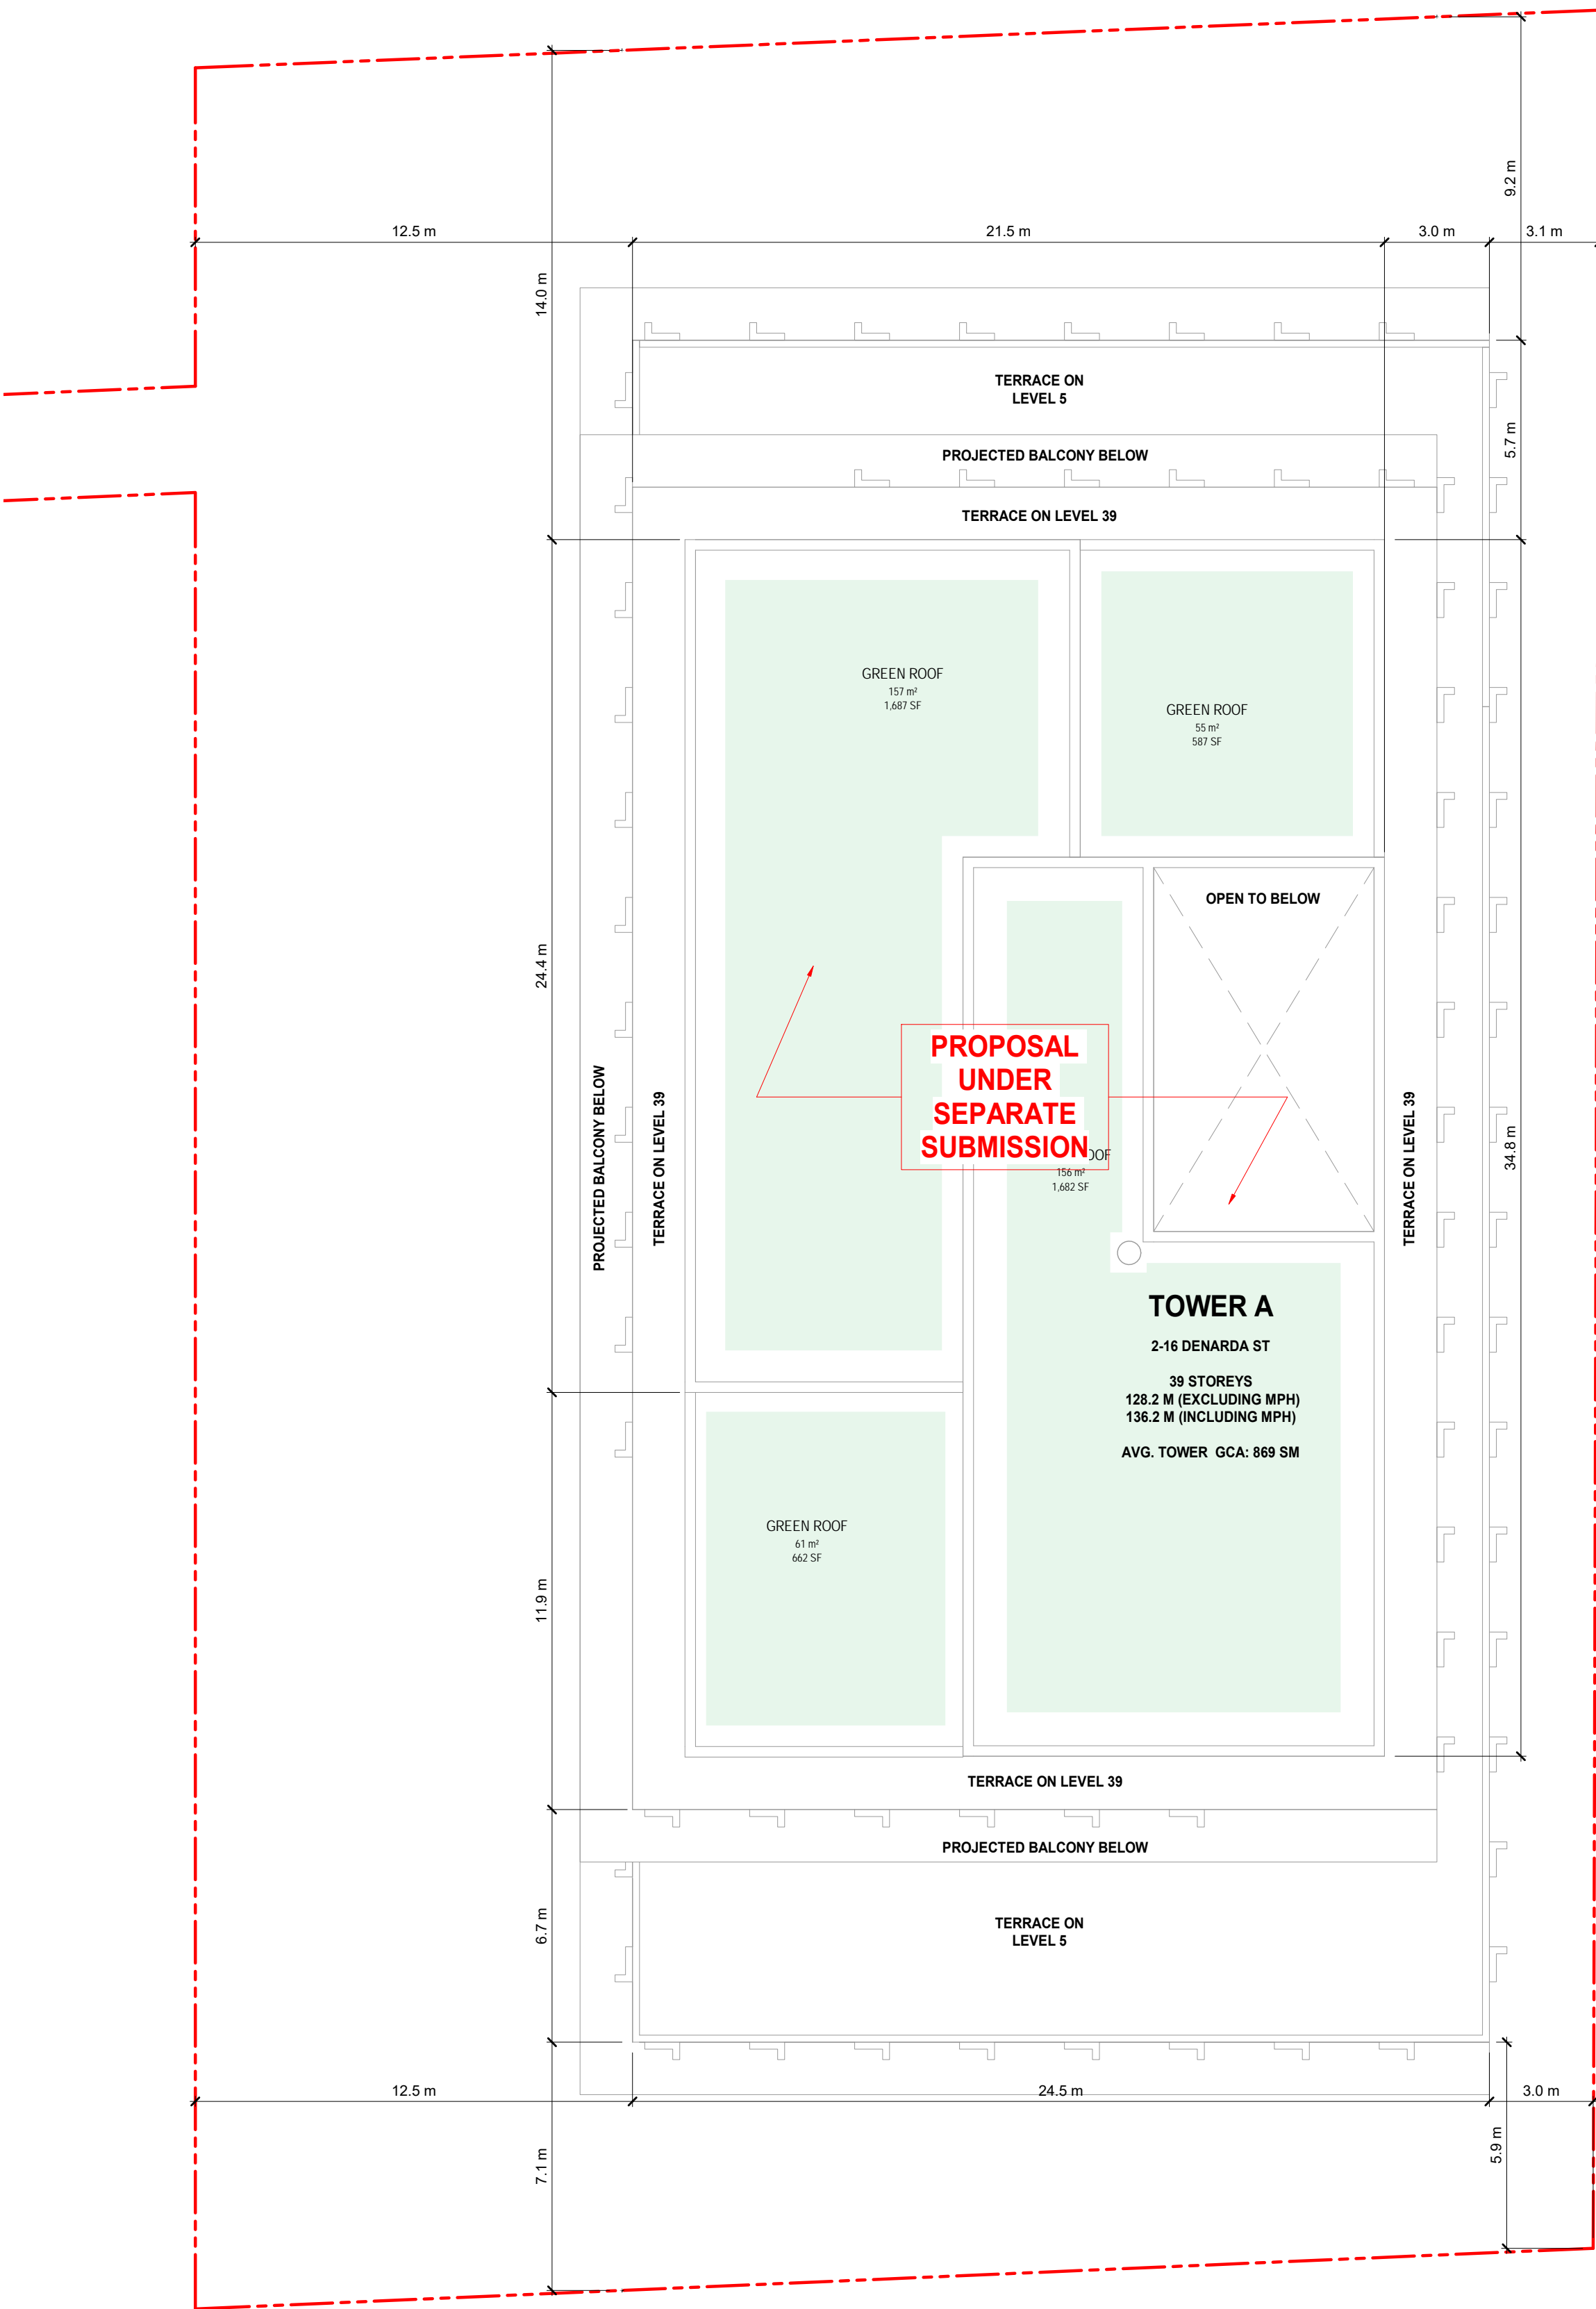 9.2 m
12.5 m
21.5 m
3.0 m
3.1 m
14.0 m
TERRACE ON
LEVEL 5
5.7 m
PROJECTED BALCONY BELOW
TERRACE ON LEVEL 39
GREEN ROOF
157 m²
1,687 SF
GREEN ROOF
55 m²
587 SF
OPEN TO BELOW
24.4 m
PROPOSAL
UNDER
SEPARATE
SUBMISSION
156 m²
1,682 SF
PROJECTED BALCONY BELOW
TERRACE ON LEVEL 39
TERRACE ON LEVEL 39
34.8 m
TOWER A
2-16 DENARDA ST
39 STOREYS
128.2 M (EXCLUDING MPH)
136.2 M (INCLUDING MPH)
AVG. TOWER GCA: 869 SM
GREEN ROOF
61 m²
662 SF
11.9 m
TERRACE ON LEVEL 39
PROJECTED BALCONY BELOW
6.7 m
TERRACE ON
LEVEL 5
12.5 m
24.5 m
3.0 m
7.1 m
5.9 m